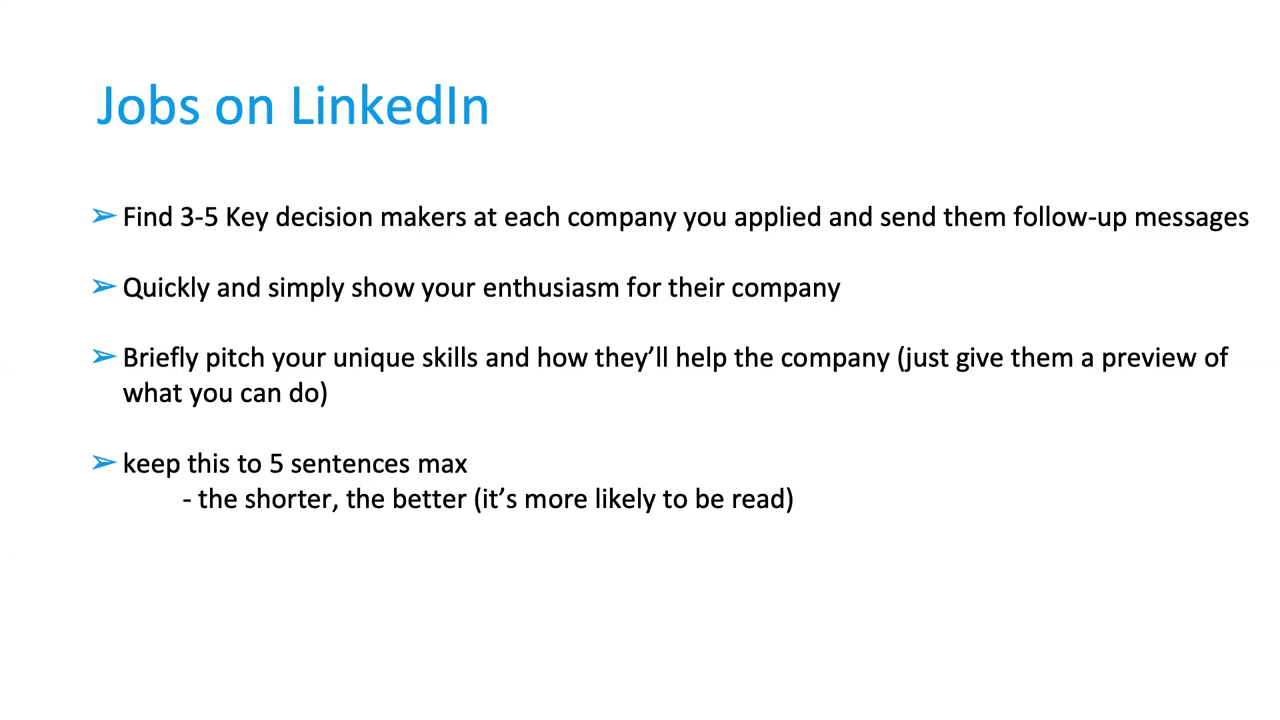 Jobs on LinkedIn
➢ Find 3-5 Key decision makers at each company you applied and send them follow-up messages
➢ Quickly and simply show your enthusiasm for their company
➢ Briefly pitch your unique skills and how they’ll help the company (just give them a preview of
what you can do)
➢ keep this to 5 sentences max
- the shorter, the better (it’s more likely to be read)